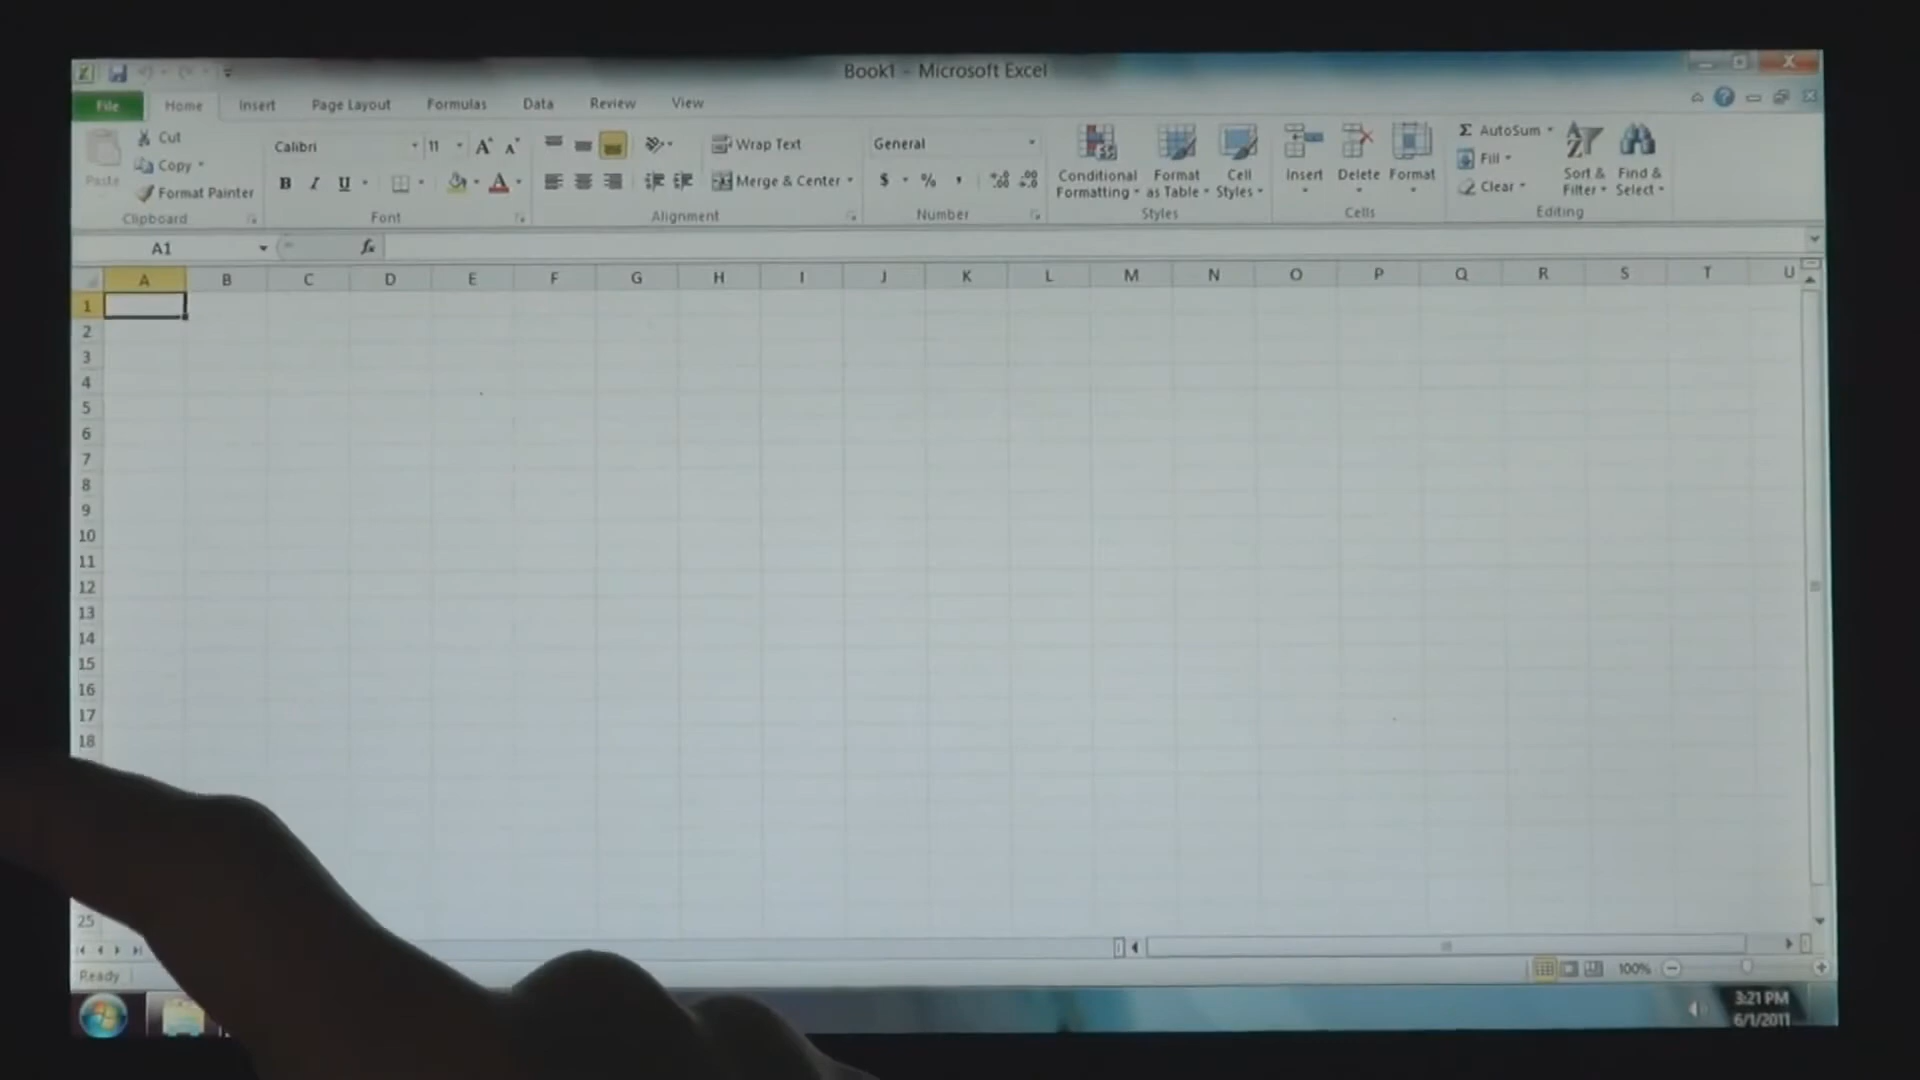 Book1 - Microsoft Excel
File Home Insert Page Layout Formulas Data Review View
Cut
Calibri 11 A A
Wrap Text
General
AutoSum
Copy
Fill
Paste
Format Painter
B I U A
Merge & Center
$ % ,
Conditional Formatting
Format as Table
Cell Styles
Insert
Delete
Format
Clear
Sort & Filter
Find & Select
Clipboard Font Alignment Number Styles Cells Editing
A1 fx
A B C D E F G H I J K L M N O P Q R S T U
1
2
3
4
5
6
7
8
9
10
11
12
13
14
15
16
17
18
25
Ready 100%
3:21 PM
6/1/2011